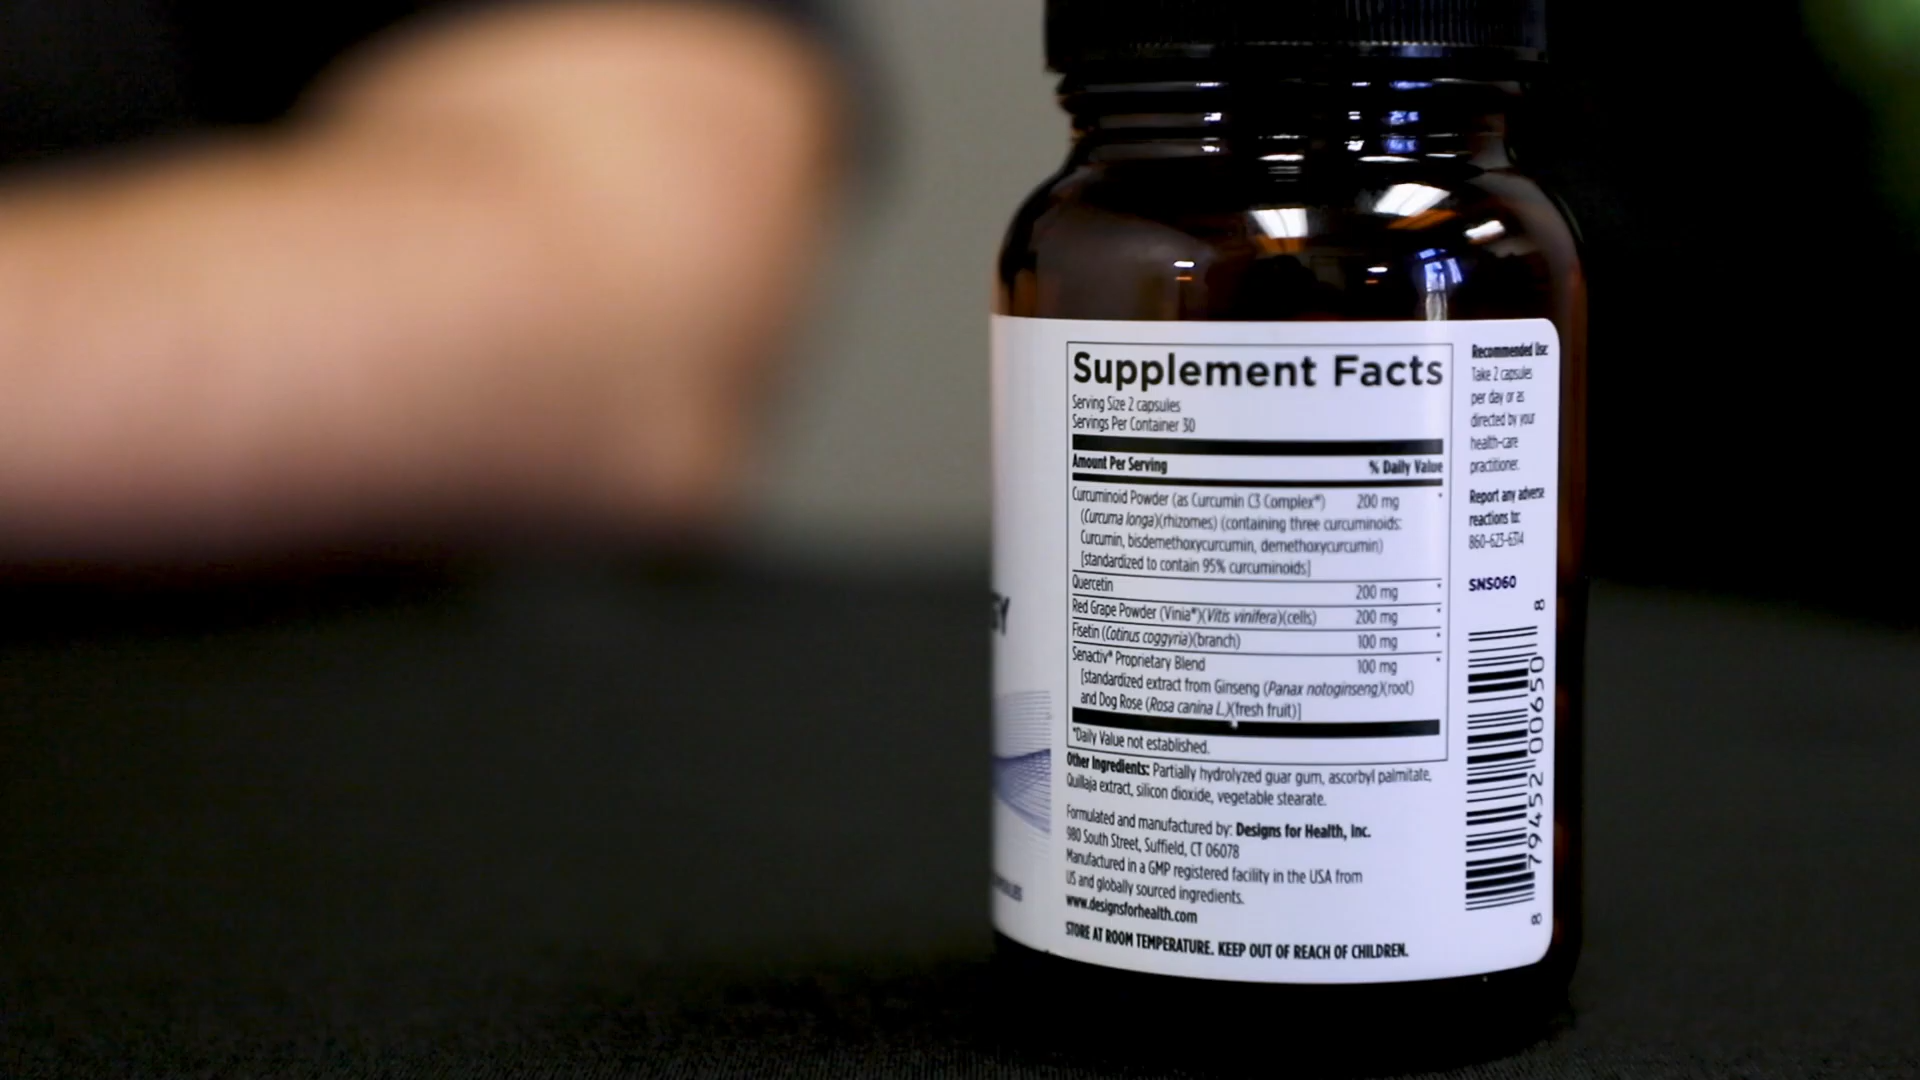 Supplement Facts
Serving Size 2 capsules
Servings Per Container 30
Amount Per Serving % Daily Value
Curcuminoid Powder (as Curcumin C3 Complex®) 200 mg *
(Curcuma longa)(rhizomes) (containing three curcuminoids:
Curcumin, bisdemethoxycurcumin, demethoxycurcumin)
[standardized to contain 95% curcuminoids]
Quercetin 200 mg *
Red Grape Powder (Vinia®)(Vitis vinifera)(cells) 200 mg *
Fisetin (Cotinus coggyria)(branch) 100 mg *
Senactiv® Proprietary Blend 100 mg *
[standardized extract from Ginseng (Panax notoginseng)(root)
and Dog Rose (Rosa canina L.)(fresh fruit)]
*Daily Value not established.
Other Ingredients: Partially hydrolyzed guar gum, ascorbyl palmitate,
Quillaja extract, silicon dioxide, vegetable stearate.
Formulated and manufactured by: Designs for Health, Inc.
980 South Street, Suffield, CT 06078
Manufactured in a GMP registered facility in the USA from
US and globally sourced ingredients.
www.designsforhealth.com
STORE AT ROOM TEMPERATURE. KEEP OUT OF REACH OF CHILDREN.
Recommended Use:
Take 2 capsules
per day or as
directed by your
health-care
practitioner.
Report any adverse
reactions to:
860-623-6314
SNS060
8 79452 00650 8